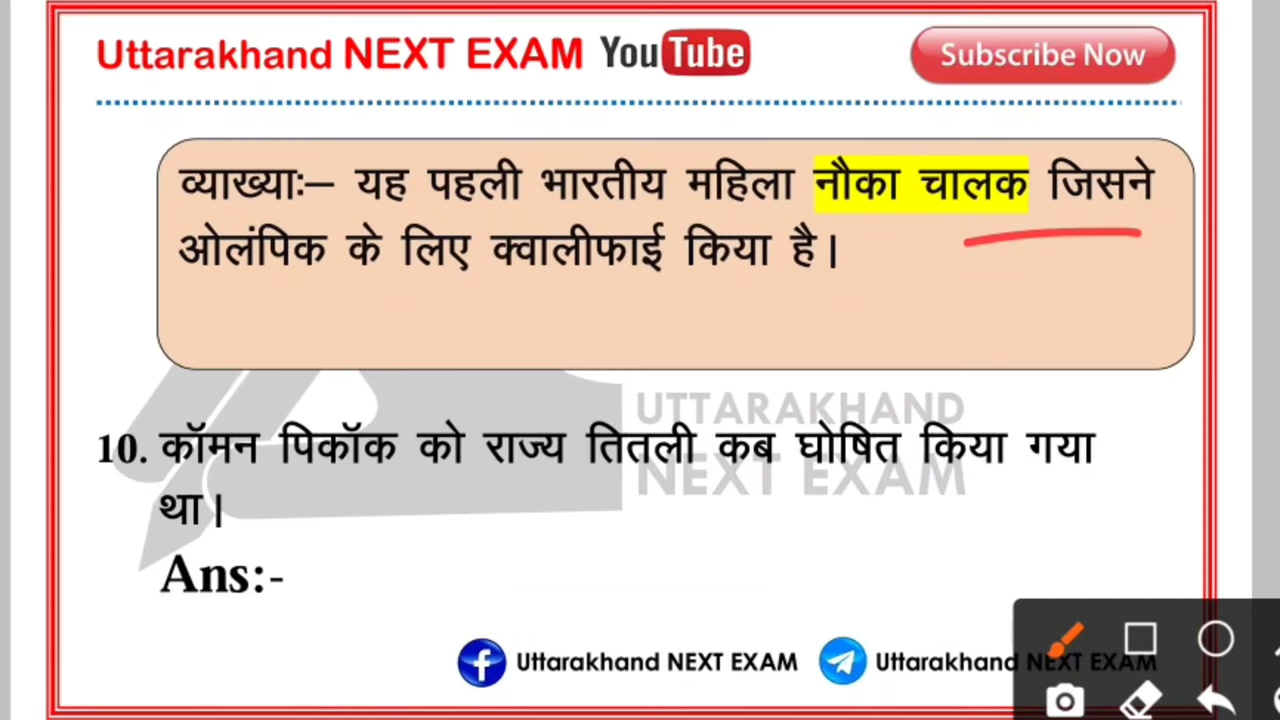 Uttarakhand NEXT EXAM YouTube Subscribe Now
व्याख्याः– यह पहली भारतीय महिला नौका चालक जिसने
ओलंपिक के लिए क्वालीफाई किया है।
UTTARAKHAND
NEXT EXAM
10. कॉमन पिकॉक को राज्य तितली कब घोषित किया गया
था।
Ans:-
Uttarakhand NEXT EXAM Uttarakhand NEXT EXAM